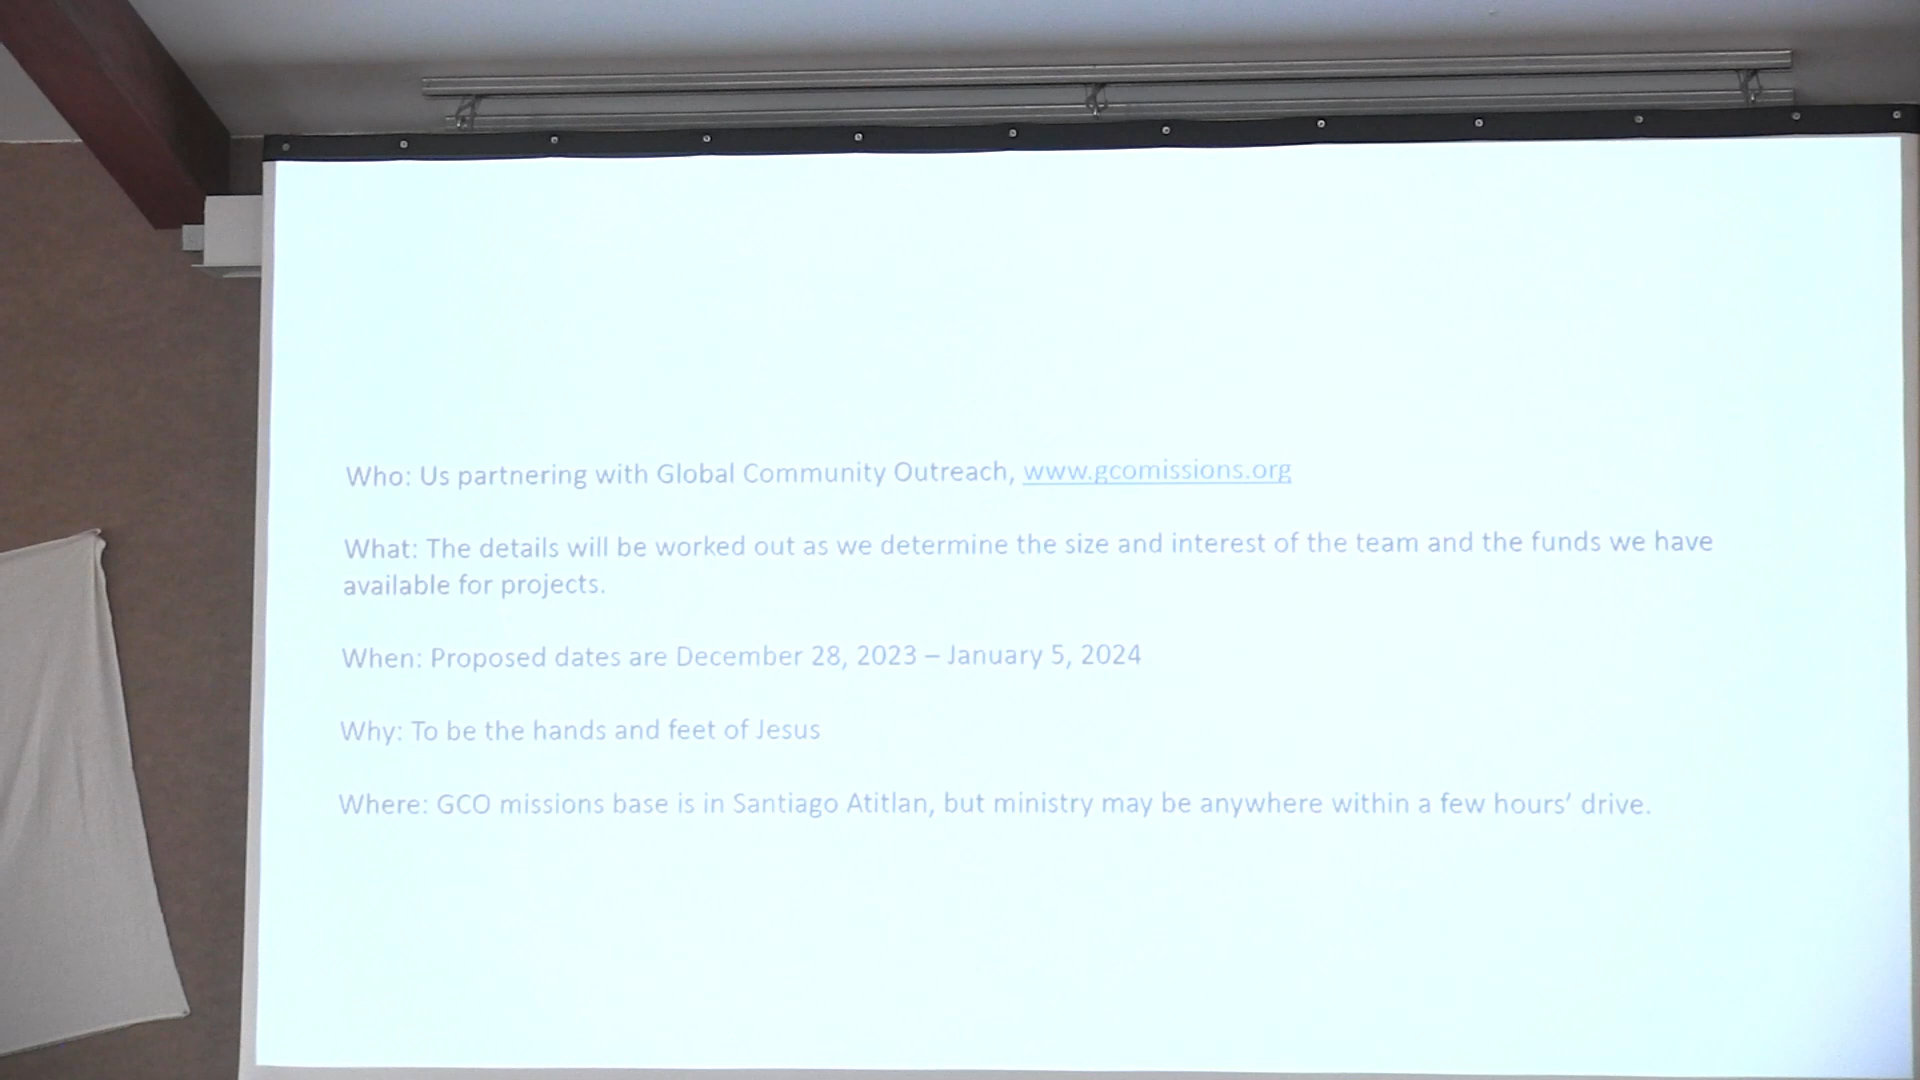 Who: Us partnering with Global Community Outreach, www.gcomissions.org
What: The details will be worked out as we determine the size and interest of the team and the funds we have
available for projects.
When: Proposed dates are December 28, 2023 – January 5, 2024
Why: To be the hands and feet of Jesus
Where: GCO missions base is in Santiago Atitlan, but ministry may be anywhere within a few hours’ drive.